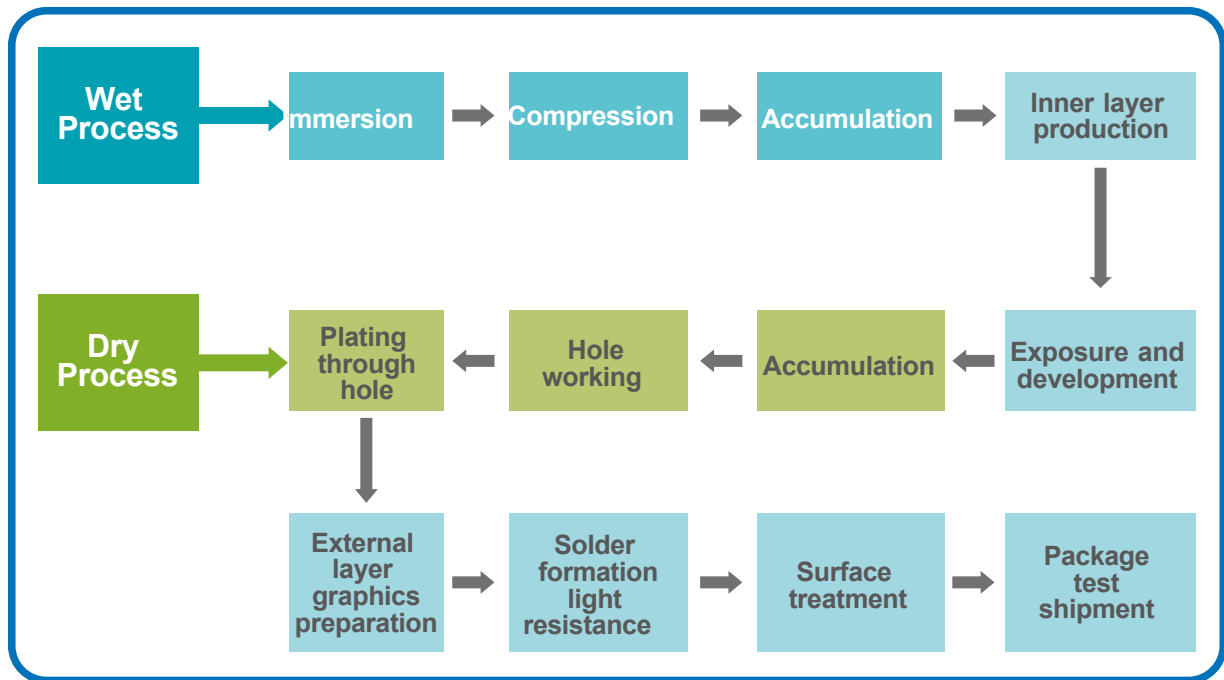 Wet
Process
mmersion
Compression
Accumulation
Inner layer
production
Dry
Process
Plating
through
hole
Hole
working
Accumulation
Exposure and
development
External
layer
graphics
preparation
Solder
formation
light
resistance
Surface
treatment
Package
test
shipment